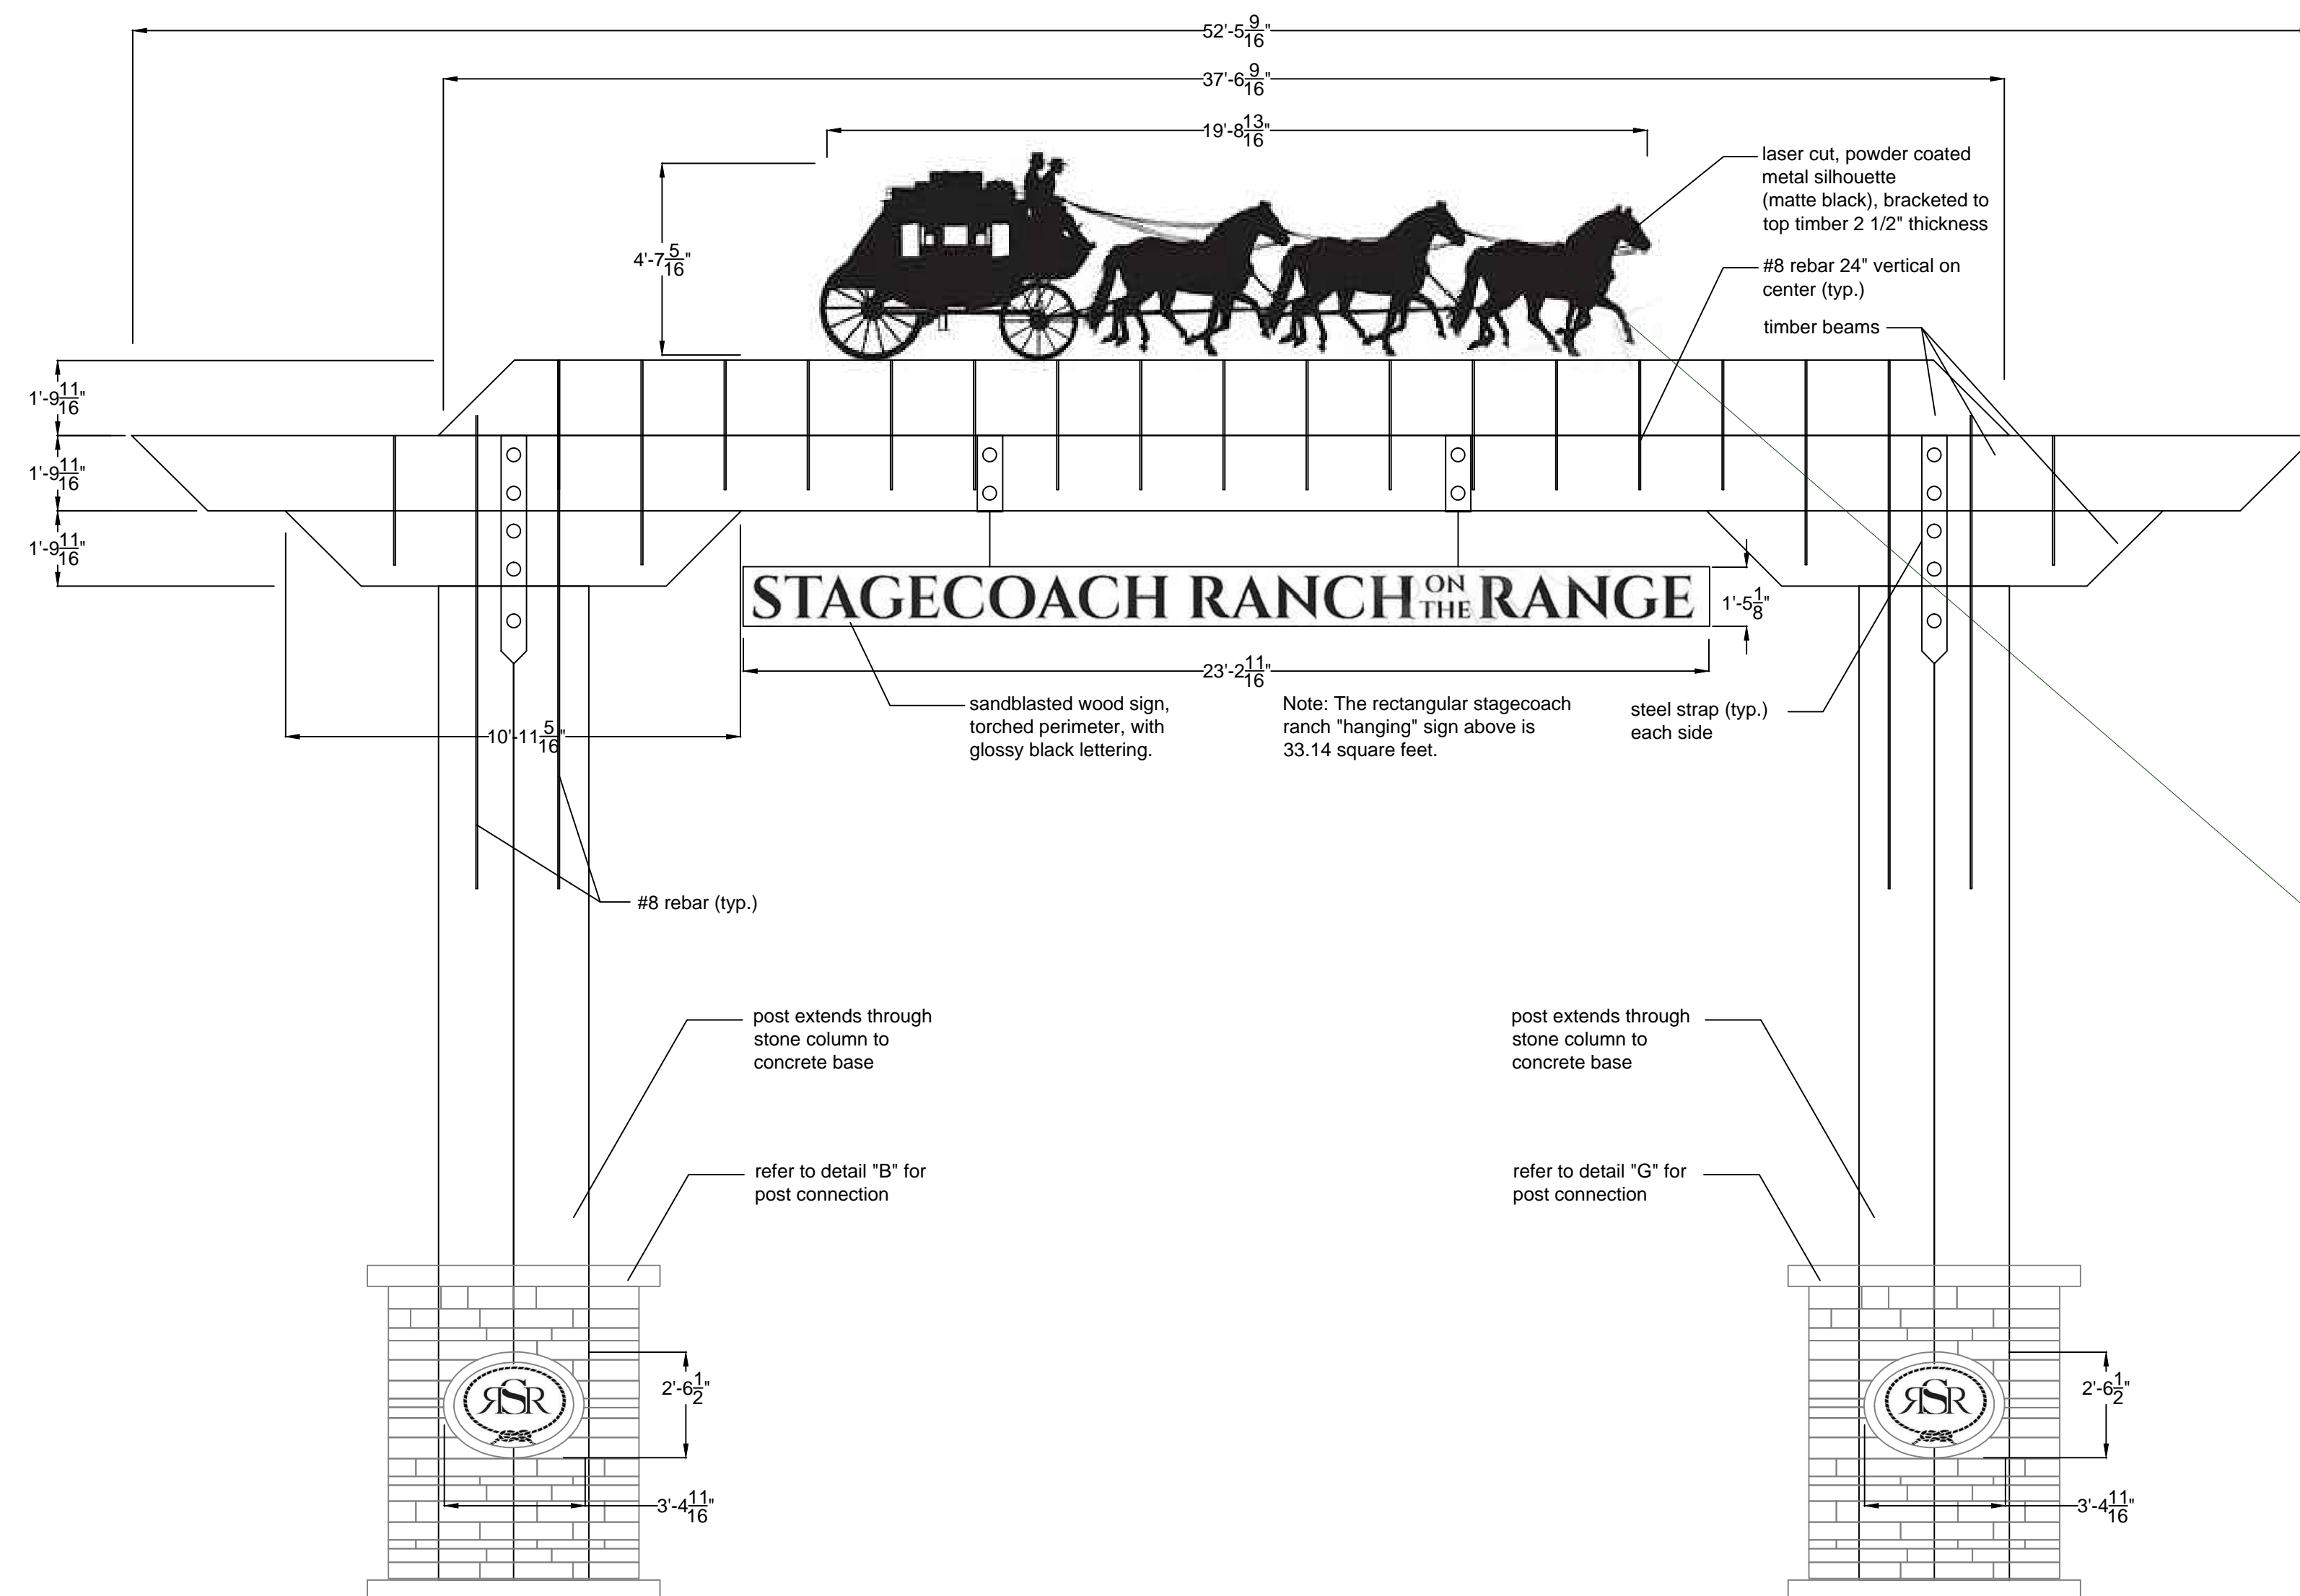 52'-5 9/16"
37'-6 9/16"
19'-8 13/16"
4'-7 5/16"
laser cut, powder coated
metal silhouette
(matte black), bracketed to
top timber 2 1/2" thickness
#8 rebar 24" vertical on
center (typ.)
timber beams
1'-9 11/16"
1'-9 11/16"
1'-9 11/16"
STAGECOACH RANCH ON THE RANGE
1'-5 1/8"
23'-2 11/16"
10'-11 5/16"
sandblasted wood sign,
torched perimeter, with
glossy black lettering.
Note: The rectangular stagecoach
ranch "hanging" sign above is
33.14 square feet.
steel strap (typ.)
each side
#8 rebar (typ.)
post extends through
stone column to
concrete base
post extends through
stone column to
concrete base
refer to detail "B" for
post connection
refer to detail "G" for
post connection
RSR
2'-6 1/2"
3'-4 11/16"
RSR
2'-6 1/2"
3'-4 11/16"